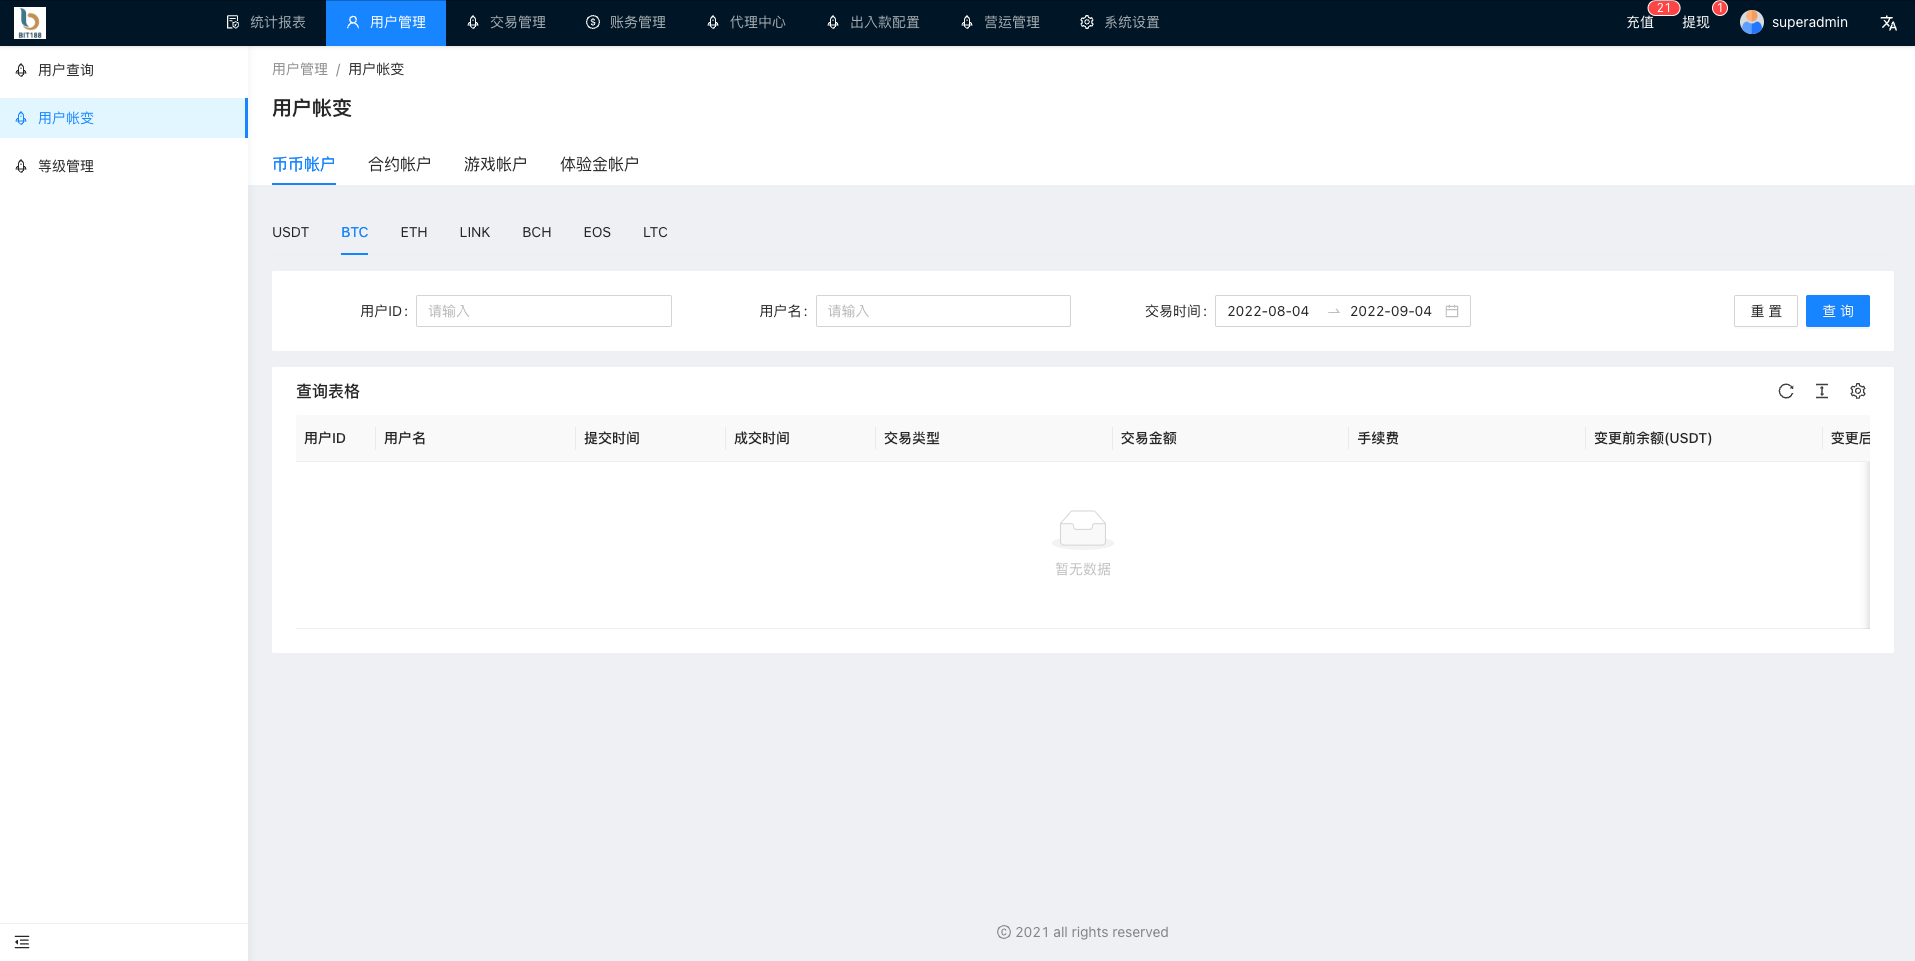 BIT188
统计报表 用户管理 交易管理 账务管理 代理中心 出入款配置 营运管理 系统设置 充值 21 提现 1 superadmin
用户查询
用户帐变
等级管理
用户管理 / 用户帐变
用户帐变
币币帐户 合约帐户 游戏帐户 体验金帐户
USDT BTC ETH LINK BCH EOS LTC
用户ID: 请输入 用户名: 请输入 交易时间: 2022-08-04 → 2022-09-04 重 置 查 询
查询表格
用户ID 用户名 提交时间 成交时间 交易类型 交易金额 手续费 变更前余额(USDT) 变更后
暂无数据
© 2021 all rights reserved